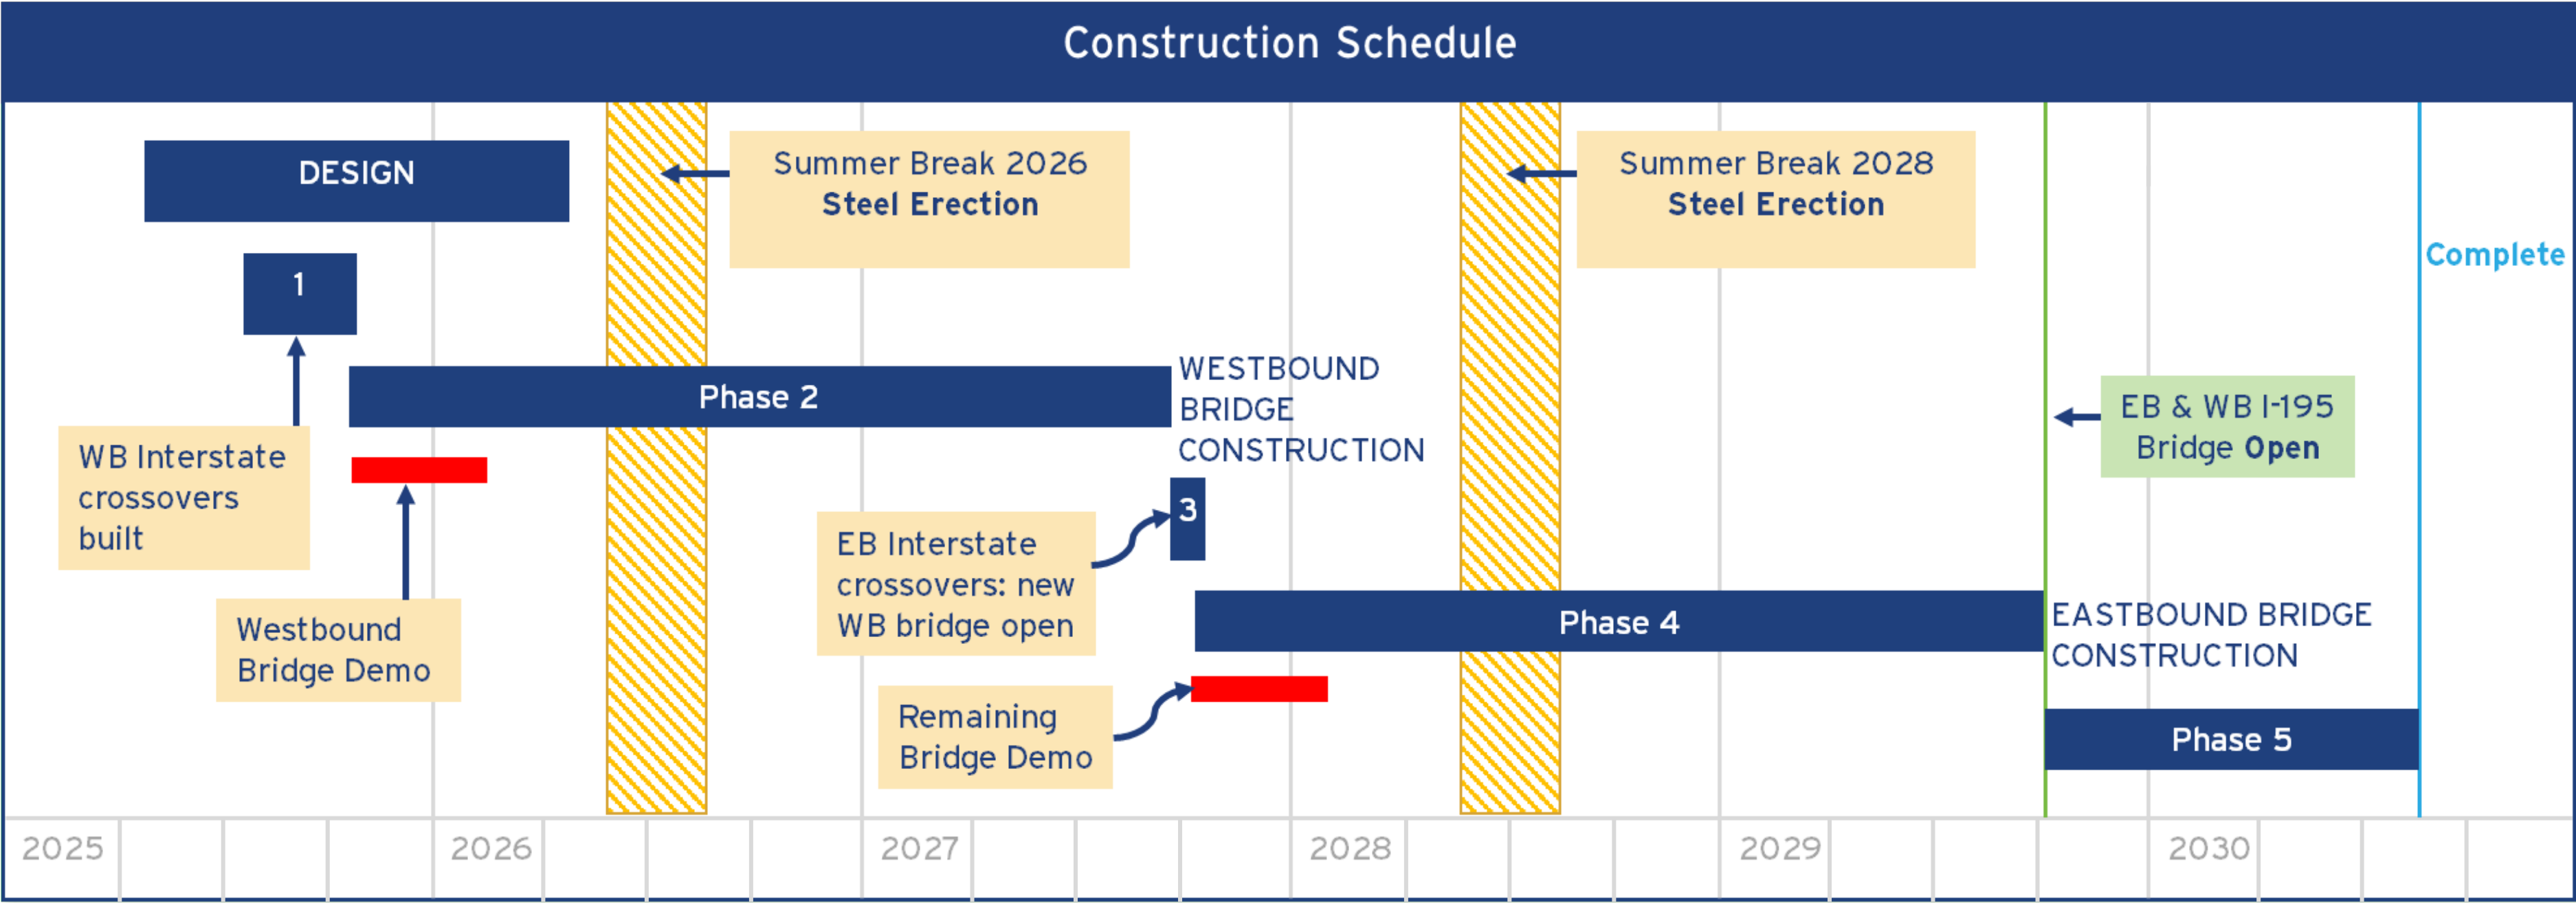 Construction Schedule
DESIGN
Summer Break 2026
Steel Erection
Summer Break 2028
Steel Erection
Complete
1
WB Interstate
crossovers
built
Phase 2
WESTBOUND
BRIDGE
CONSTRUCTION
EB & WB I-195
Bridge Open
Westbound
Bridge Demo
EB Interstate
crossovers: new
WB bridge open
3
Phase 4
EASTBOUND BRIDGE
CONSTRUCTION
Remaining
Bridge Demo
Phase 5
2025 2026 2027 2028 2029 2030